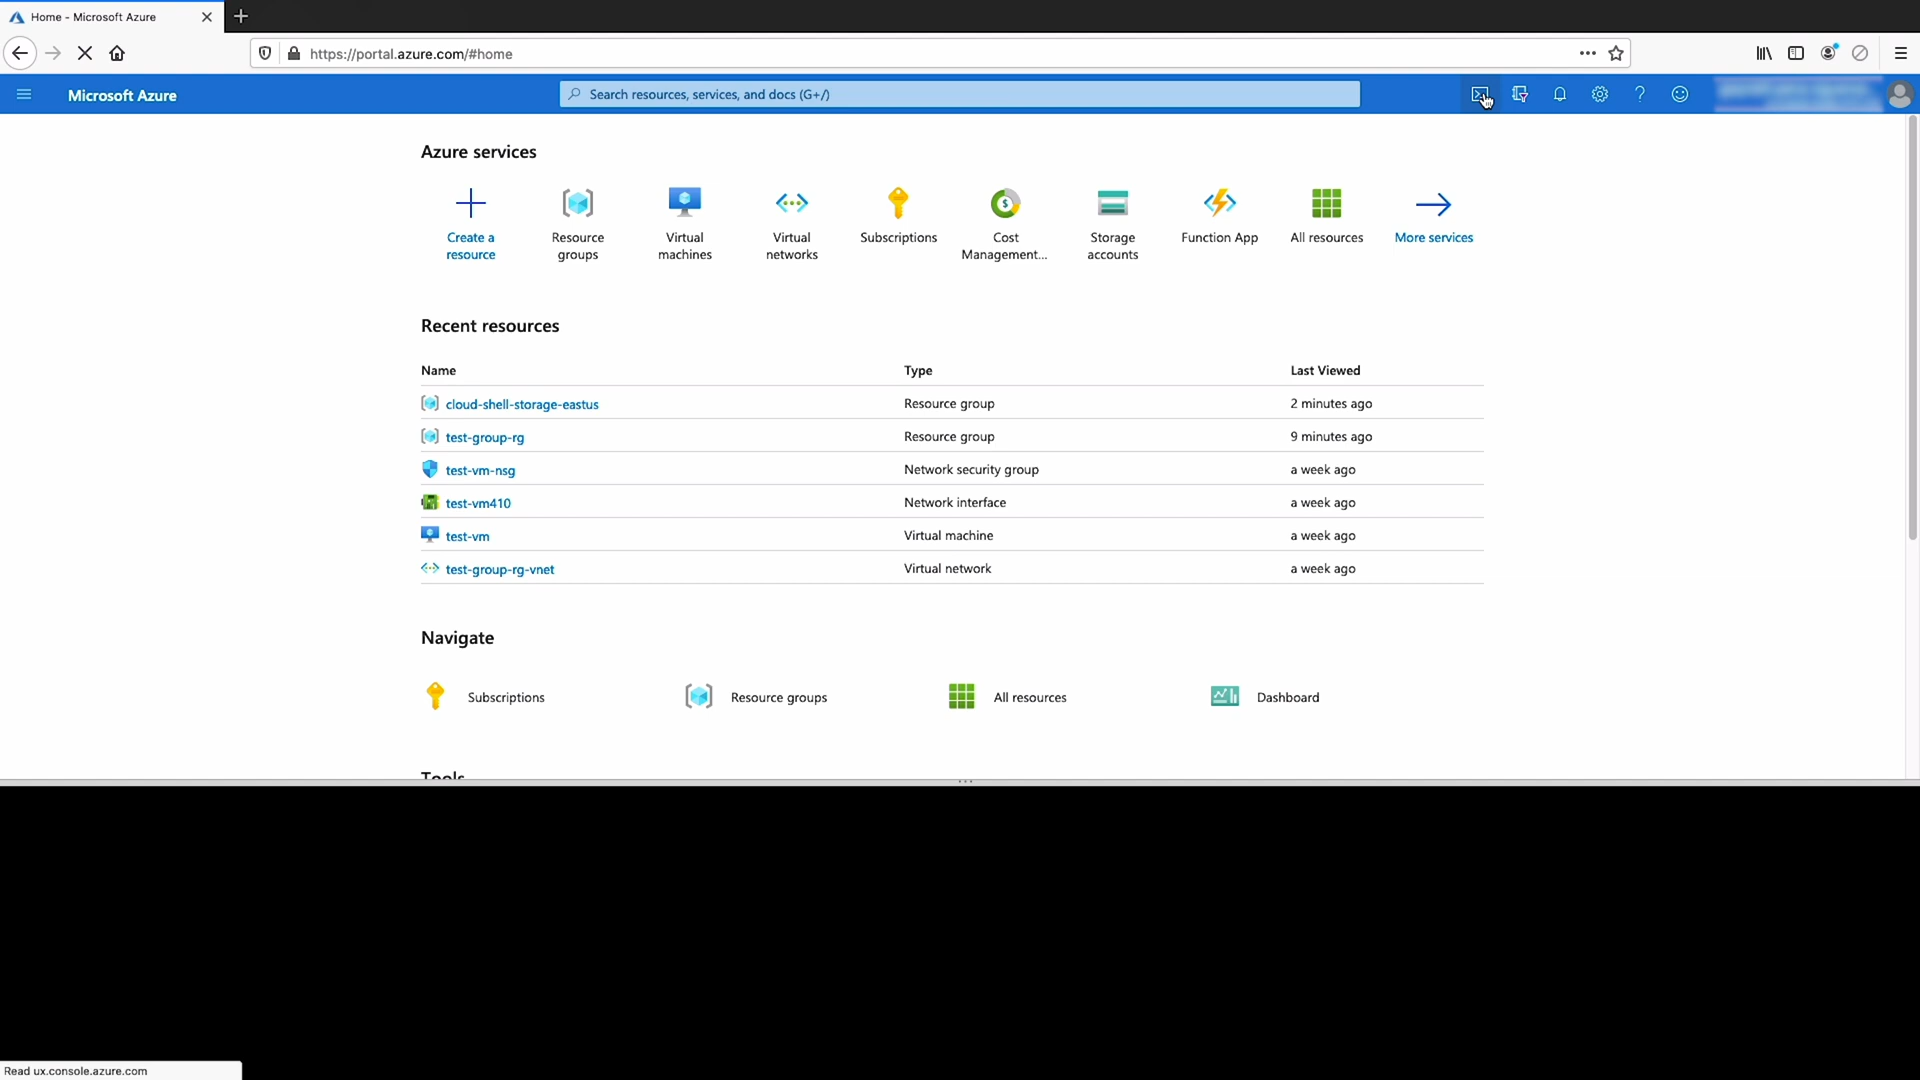 Home - Microsoft Azure
https://portal.azure.com/#home
Microsoft Azure
Search resources, services, and docs (G+/)
Azure services
Create a resource
Resource groups
Virtual machines
Virtual networks
Subscriptions
Cost Management...
Storage accounts
Function App
All resources
More services
Recent resources
Name Type Last Viewed
cloud-shell-storage-eastus Resource group 2 minutes ago
test-group-rg Resource group 9 minutes ago
test-vm-nsg Network security group a week ago
test-vm410 Network interface a week ago
test-vm Virtual machine a week ago
test-group-rg-vnet Virtual network a week ago
Navigate
Subscriptions Resource groups All resources Dashboard
Tools
Read ux.console.azure.com